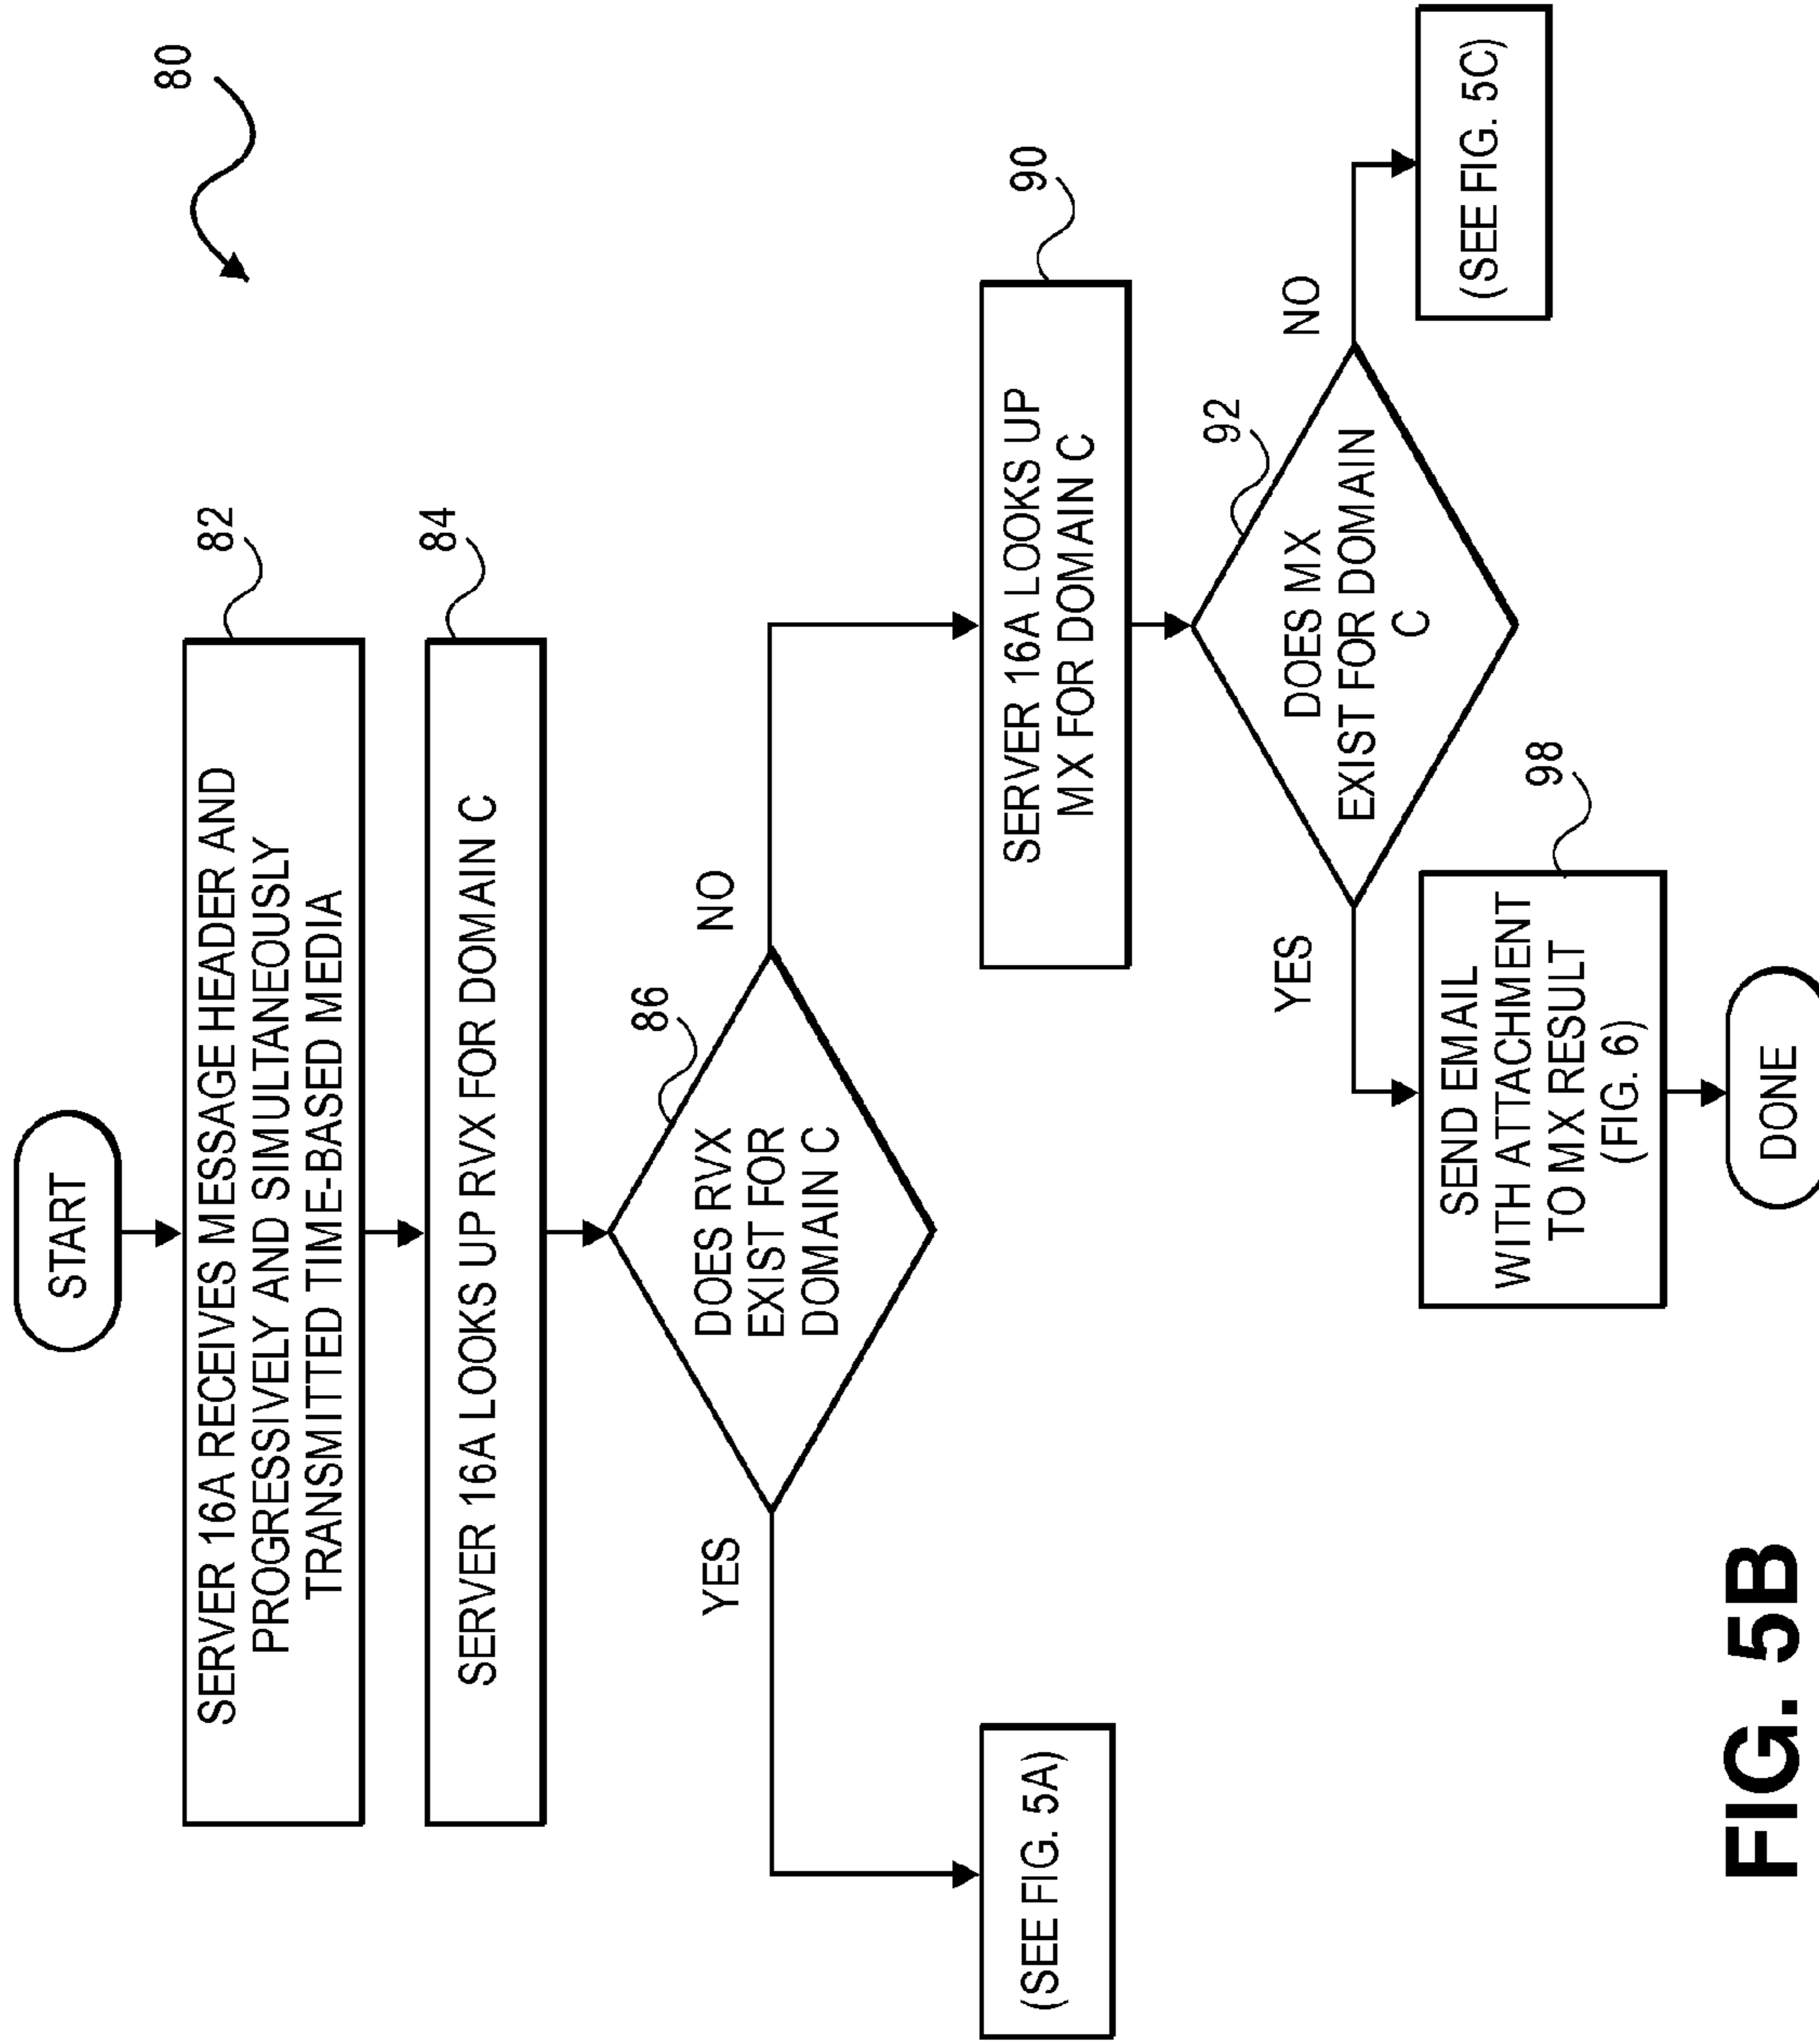 80
START
82
SERVER 16A RECEIVES MESSAGE HEADER AND
PROGRESSIVELY AND SIMULTANEOUSLY
TRANSMITTED TIME-BASED MEDIA
84
SERVER 16A LOOKS UP RVX FOR DOMAIN C
86
DOES RVX
EXIST FOR
DOMAIN C
YES
NO
(SEE FIG. 5A)
90
SERVER 16A LOOKS UP
MX FOR DOMAIN C
92
DOES MX
EXIST FOR DOMAIN
C
YES
NO
98
SEND EMAIL
WITH ATTACHMENT
TO MX RESULT
(FIG. 6)
(SEE FIG. 5C)
DONE
FIG. 5B